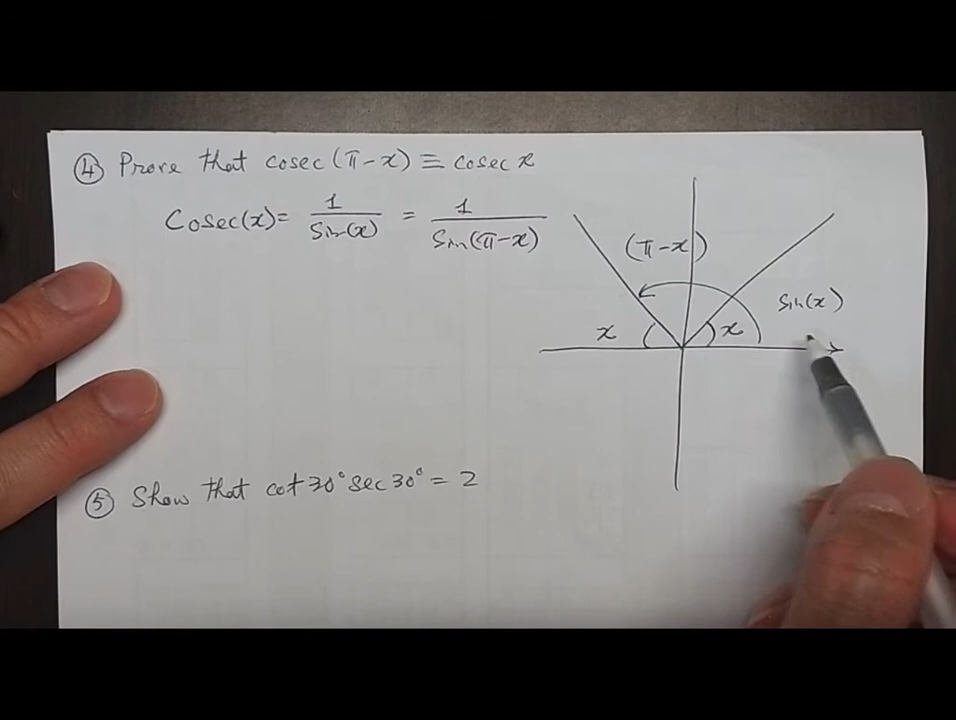 ④ Prove that cosec(π-x) ≡ cosec x
Cosec(x) = 1/Sin(x) = 1/Sin(π-x)
(π-x)
Sin(x)
x x
⑤ Show that cot 30° sec 30° = 2